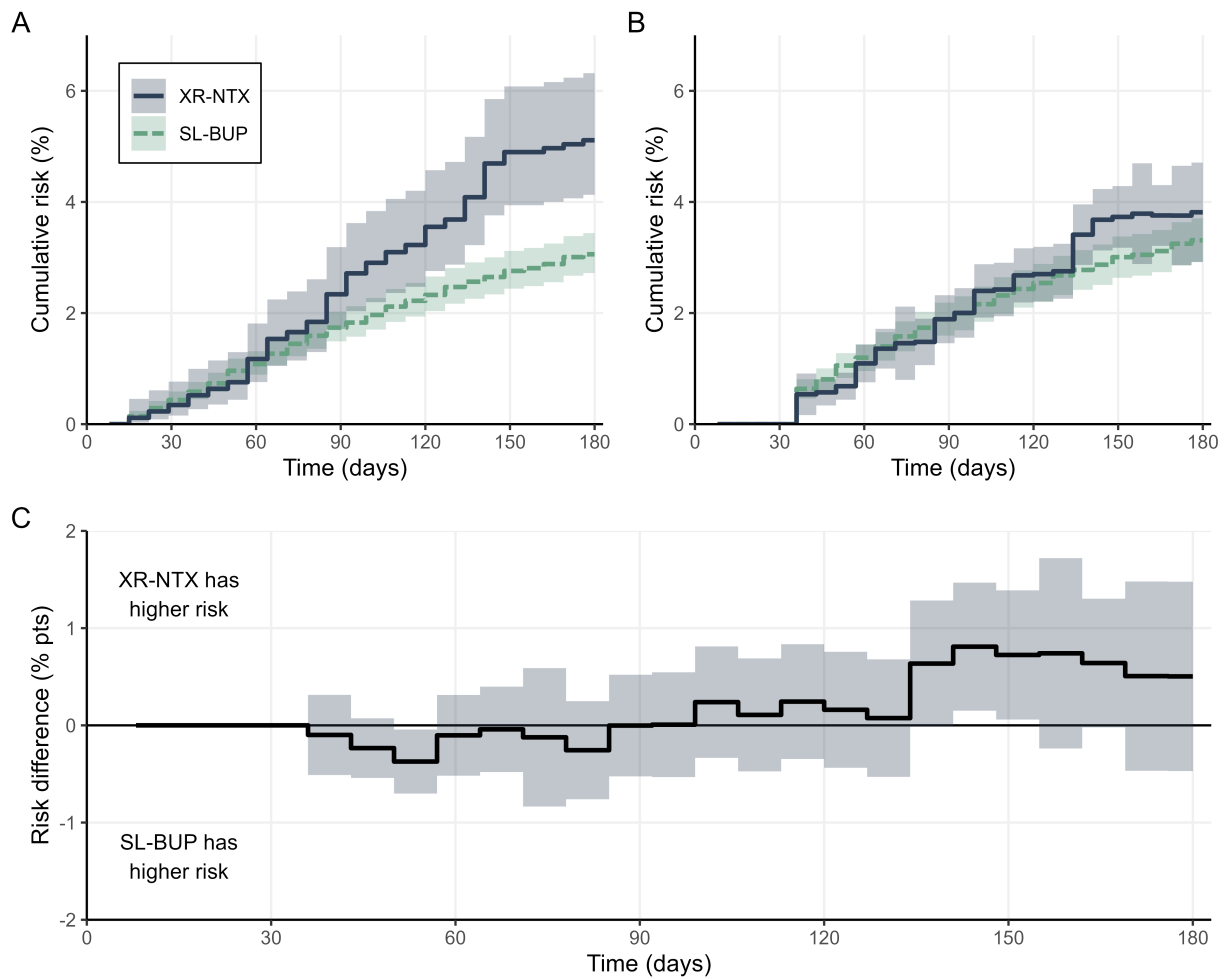 A
Cumulative risk (%)
6
4
2
0
XR-NTX
SL-BUP
0 30 60 90 120 150 180
Time (days)
B
Cumulative risk (%)
6
4
2
0
0 30 60 90 120 150 180
Time (days)
C
Risk difference (% pts)
2
1
0
-1
-2
XR-NTX has
higher risk
SL-BUP has
higher risk
0 30 60 90 120 150 180
Time (days)